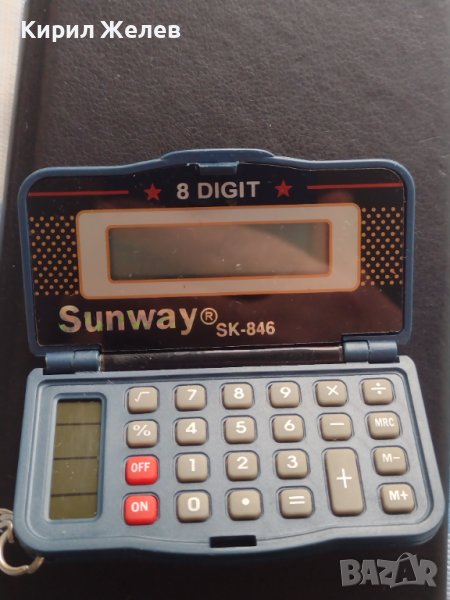 Кирил Желев
★ 8 DIGIT ★
Sunway®
SK-846
√ 7 8 9 × ÷
% 4 5 6 − MRC
OFF 1 2 3 + M−
ON 0 . = M+
BAZAR